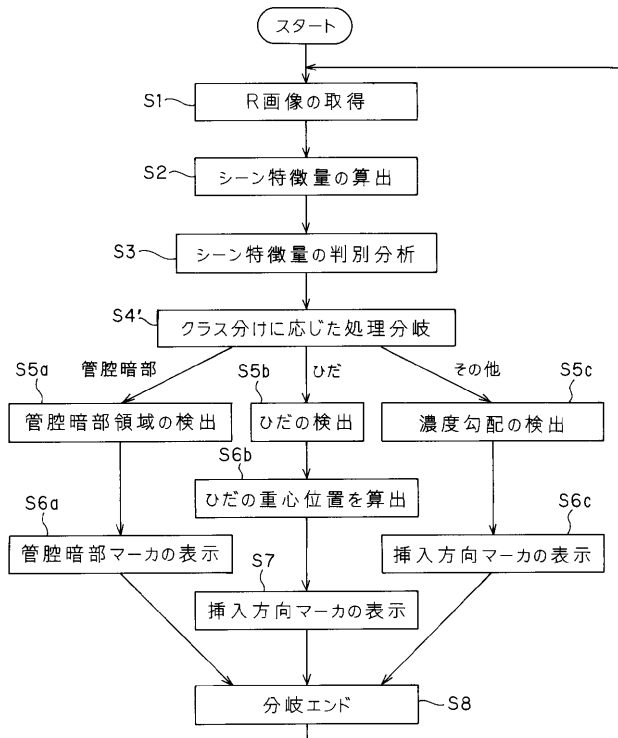 スタート
S1
R画像の取得
S2
シーン特徴量の算出
S3
シーン特徴量の判別分析
S4'
クラス分けに応じた処理分岐
管腔暗部
ひだ
その他
S5a
S5b
S5c
管腔暗部領域の検出
ひだの検出
濃度勾配の検出
S6b
ひだの重心位置を算出
S6a
S6c
管腔暗部マーカの表示
挿入方向マーカの表示
S7
挿入方向マーカの表示
分岐エンド
S8